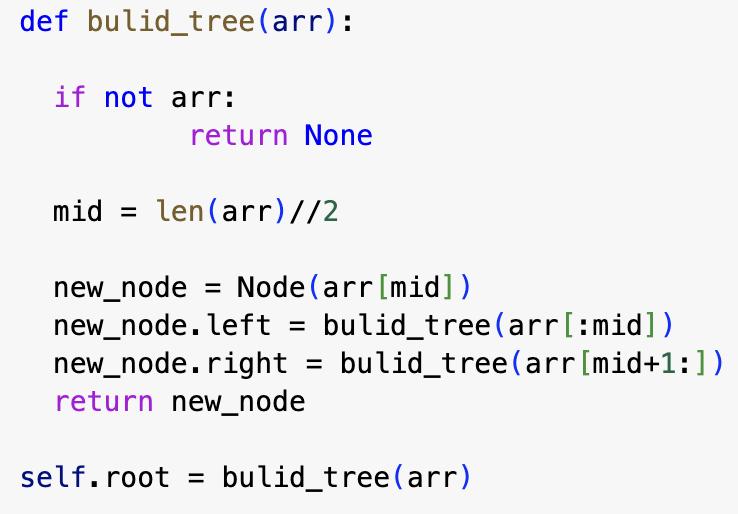 def bulid_tree(arr):
if not arr:
return None
mid = len(arr)//2
new_node = Node(arr[mid])
new_node.left = bulid_tree(arr[:mid])
new_node.right = bulid_tree(arr[mid+1:])
return new_node
self.root = bulid_tree(arr)